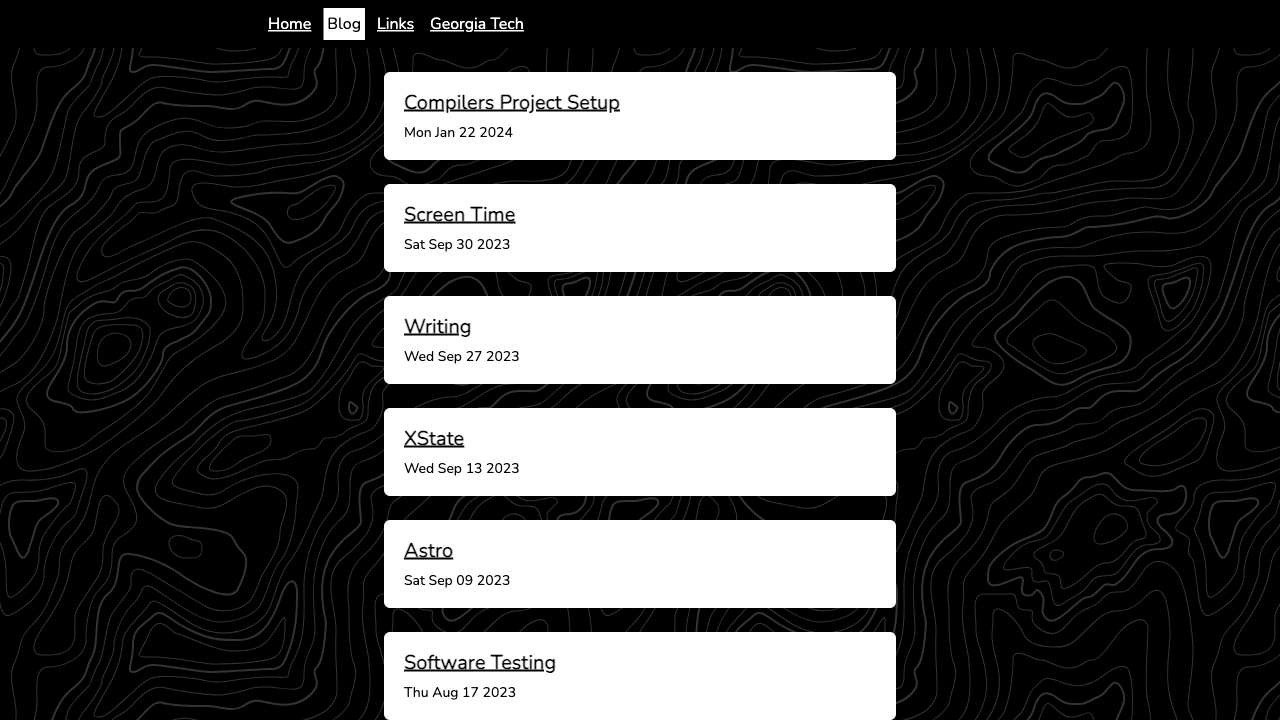 Home Blog Links Georgia Tech
Compilers Project Setup
Mon Jan 22 2024
Screen Time
Sat Sep 30 2023
Writing
Wed Sep 27 2023
XState
Wed Sep 13 2023
Astro
Sat Sep 09 2023
Software Testing
Thu Aug 17 2023